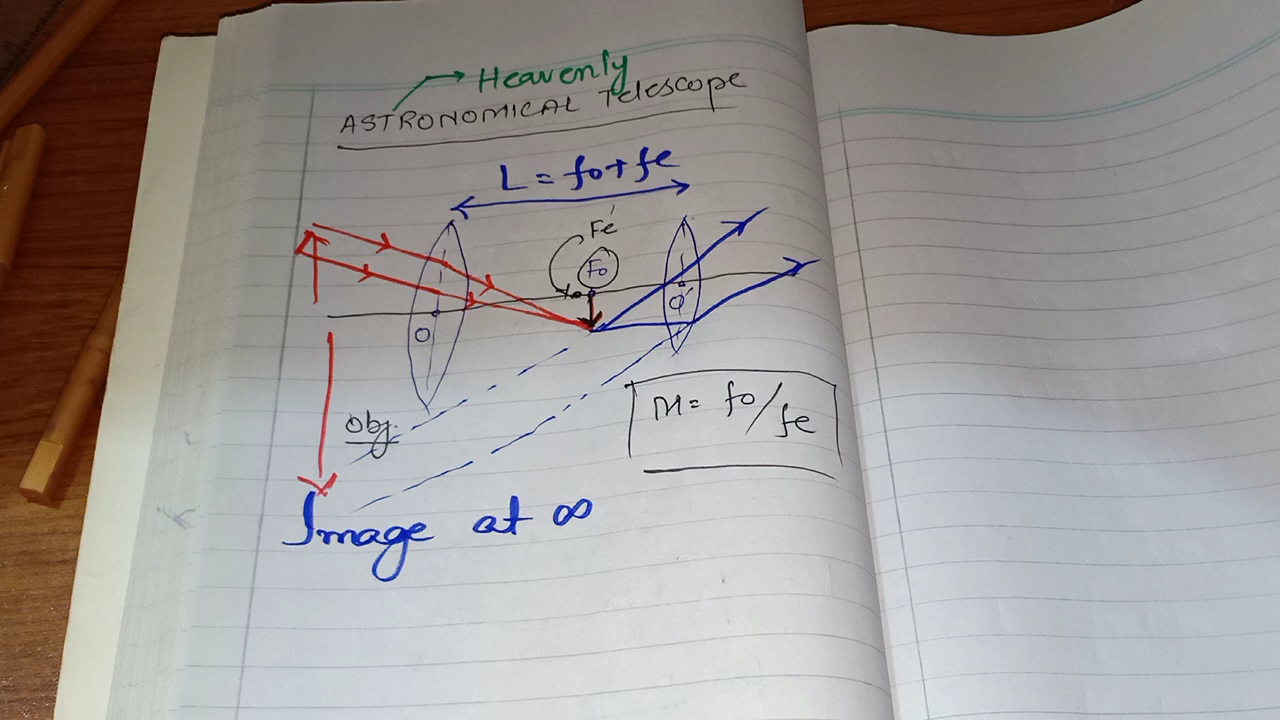 Heavenly
ASTRONOMICAL Telescope
L = fo + fe
Fe'
Fo
O
O'
Obj.
M = fo/fe
Image at ∞